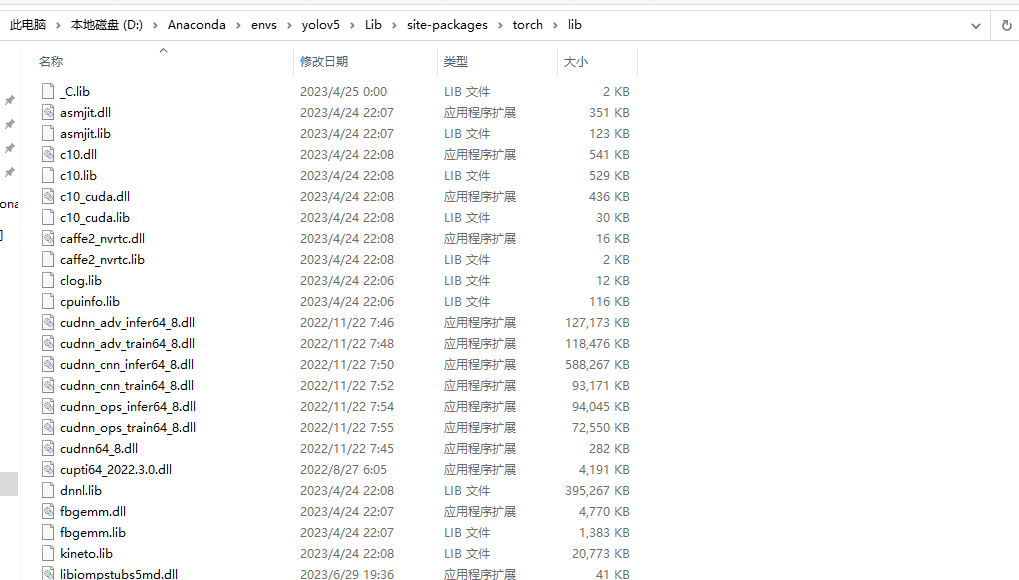 此电脑 › 本地磁盘 (D:) › Anaconda › envs › yolov5 › Lib › site-packages › torch › lib
名称 修改日期 类型 大小
_C.lib 2023/4/25 0:00 LIB 文件 2 KB
asmjit.dll 2023/4/24 22:07 应用程序扩展 351 KB
asmjit.lib 2023/4/24 22:07 LIB 文件 123 KB
c10.dll 2023/4/24 22:08 应用程序扩展 541 KB
c10.lib 2023/4/24 22:08 LIB 文件 529 KB
c10_cuda.dll 2023/4/24 22:08 应用程序扩展 436 KB
c10_cuda.lib 2023/4/24 22:08 LIB 文件 30 KB
caffe2_nvrtc.dll 2023/4/24 22:08 应用程序扩展 16 KB
caffe2_nvrtc.lib 2023/4/24 22:08 LIB 文件 2 KB
clog.lib 2023/4/24 22:06 LIB 文件 12 KB
cpuinfo.lib 2023/4/24 22:06 LIB 文件 116 KB
cudnn_adv_infer64_8.dll 2022/11/22 7:46 应用程序扩展 127,173 KB
cudnn_adv_train64_8.dll 2022/11/22 7:48 应用程序扩展 118,476 KB
cudnn_cnn_infer64_8.dll 2022/11/22 7:50 应用程序扩展 588,267 KB
cudnn_cnn_train64_8.dll 2022/11/22 7:52 应用程序扩展 93,171 KB
cudnn_ops_infer64_8.dll 2022/11/22 7:54 应用程序扩展 94,045 KB
cudnn_ops_train64_8.dll 2022/11/22 7:55 应用程序扩展 72,550 KB
cudnn64_8.dll 2022/11/22 7:45 应用程序扩展 282 KB
cupti64_2022.3.0.dll 2022/8/27 6:05 应用程序扩展 4,191 KB
dnnl.lib 2023/4/24 22:08 LIB 文件 395,267 KB
fbgemm.dll 2023/4/24 22:07 应用程序扩展 4,770 KB
fbgemm.lib 2023/4/24 22:07 LIB 文件 1,383 KB
kineto.lib 2023/4/24 22:08 LIB 文件 20,773 KB
libiompstubs5md.dll 2023/6/29 19:36 应用程序扩展 41 KB